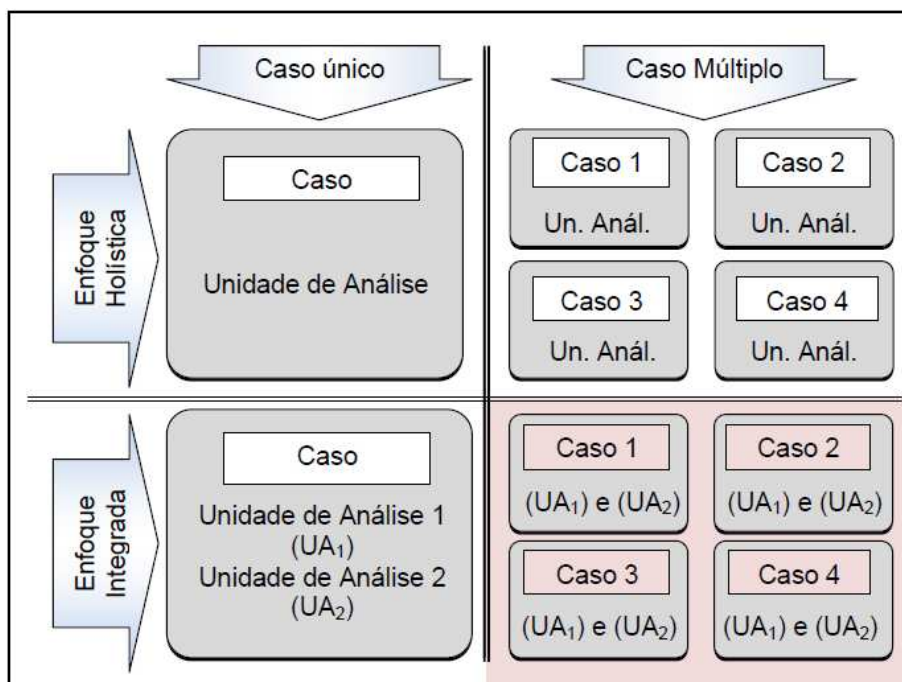 Caso único
Caso Múltiplo
Enfoque
Holística
Caso
Unidade de Análise
Caso 1
Un. Anál.
Caso 2
Un. Anál.
Caso 3
Un. Anál.
Caso 4
Un. Anál.
Enfoque
Integrada
Caso
Unidade de Análise 1
(UA₁)
Unidade de Análise 2
(UA₂)
Caso 1
(UA₁) e (UA₂)
Caso 2
(UA₁) e (UA₂)
Caso 3
(UA₁) e (UA₂)
Caso 4
(UA₁) e (UA₂)